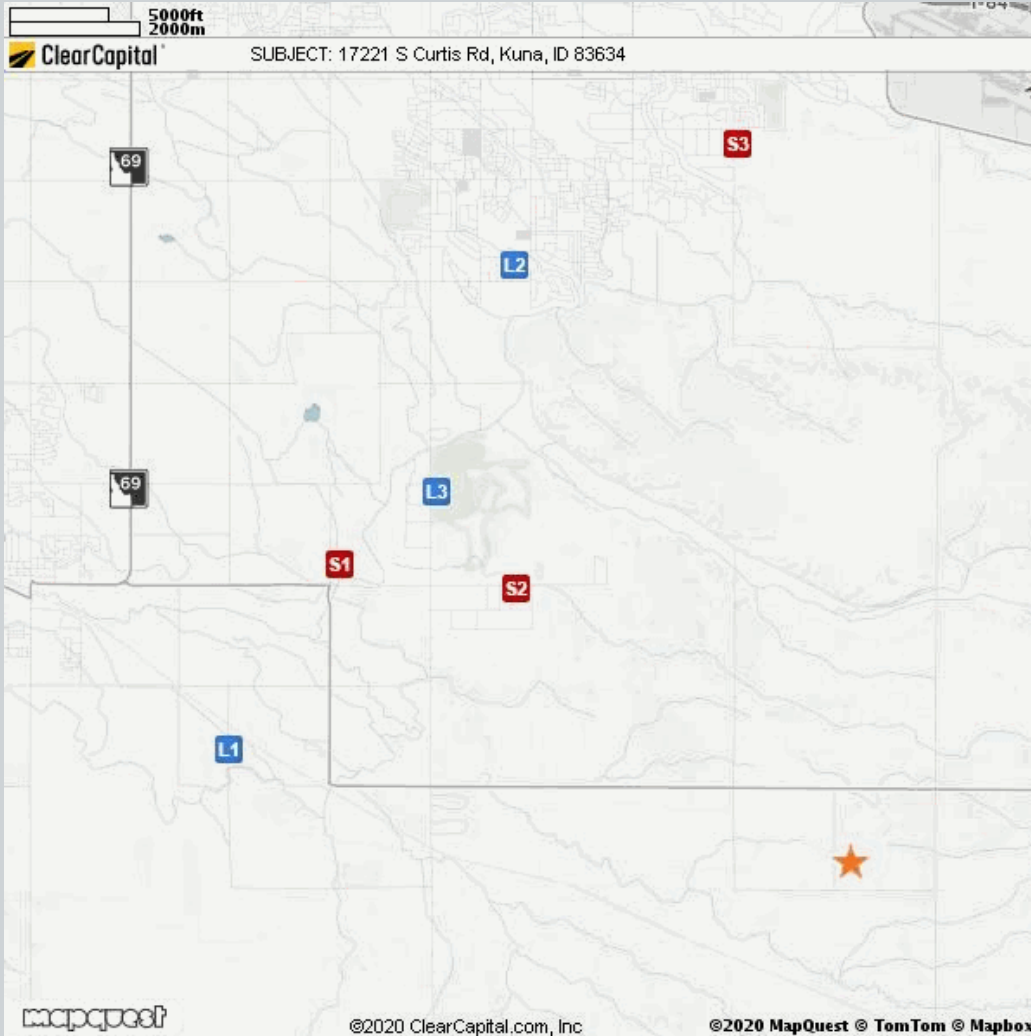 5000ft
2000m
I-84
ClearCapital
SUBJECT: 17221 S Curtis Rd, Kuna, ID 83634
S3
69
L2
69
L3
S1
S2
L1
mapquest
©2020 ClearCapital.com, Inc
©2020 MapQuest © TomTom © Mapbox